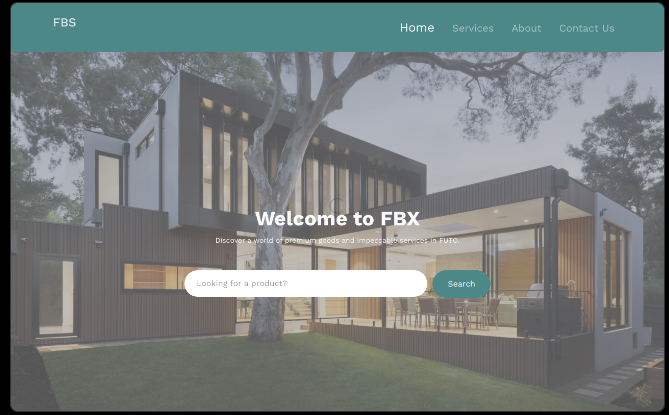 FBS
Home Services About Contact Us
Welcome to FBX
Discover a world of premium goods and impeccable services in FUTO.
Looking for a product?
Search